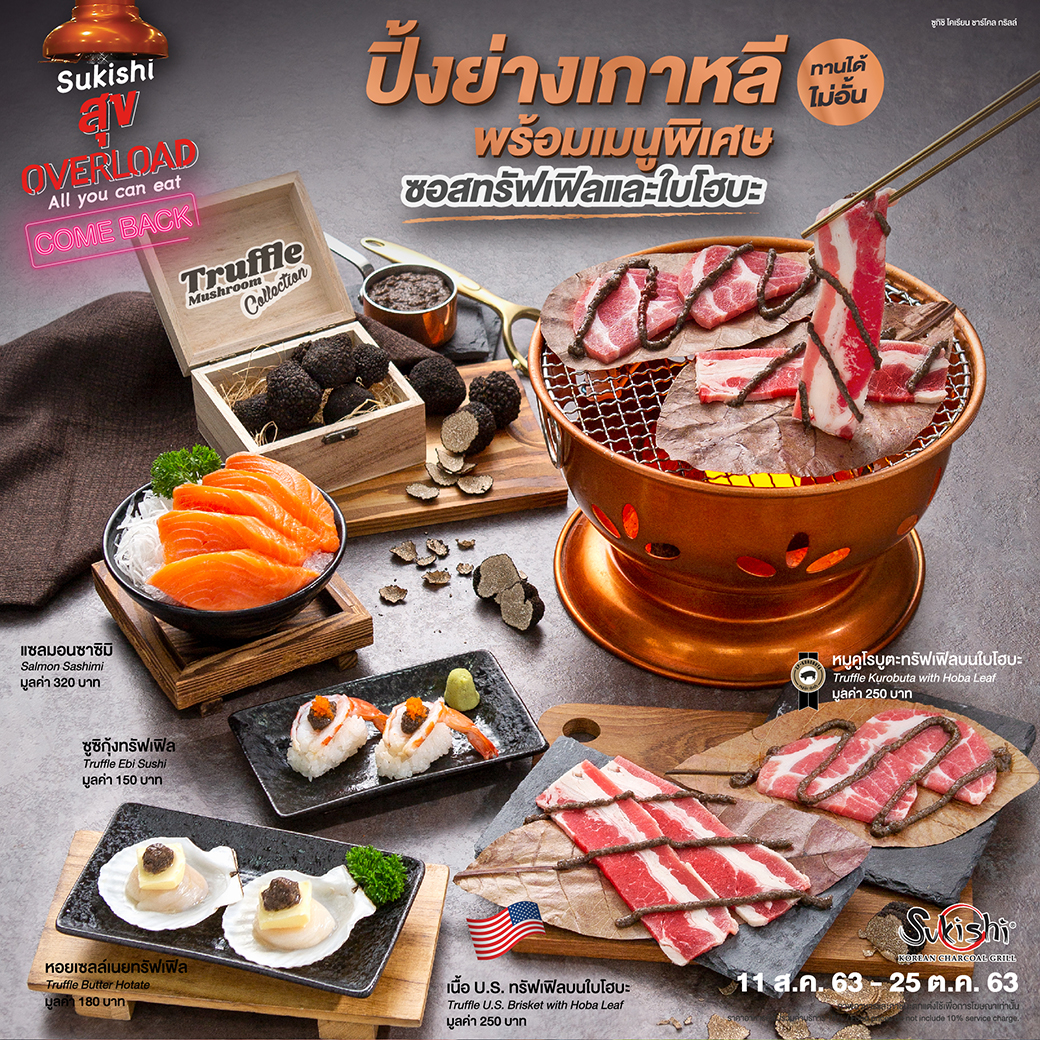 ซูกิชิ โคเรียน ชาร์โคล กริลล์
Sukishi
สุข
OVERLOAD
All you can eat
COME BACK
ปิ้งย่างเกาหลี
ทานได้
ไม่อั้น
พร้อมเมนูพิเศษ
ซอสทรัฟเฟิลและใบโฮบะ
Truffle
Mushroom
Collection
แซลมอนซาซิมิ
Salmon Sashimi
มูลค่า 320 บาท
หมูคูโรบูตะทรัฟเฟิลบนใบโฮบะ
Truffle Kurobuta with Hoba Leaf
มูลค่า 250 บาท
ซูซิกุ้งทรัฟเฟิล
Truffle Ebi Sushi
มูลค่า 150 บาท
หอยเซลล์เนยทรัฟเฟิล
Truffle Butter Hotate
มูลค่า 180 บาท
เนื้อ U.S. ทรัฟเฟิลบนใบโฮบะ
Truffle U.S. Brisket with Hoba Leaf
มูลค่า 250 บาท
Sukishi®
KOREAN CHARCOAL GRILL
11 ส.ค. 63 - 25 ต.ค. 63
not include 10% service charge.